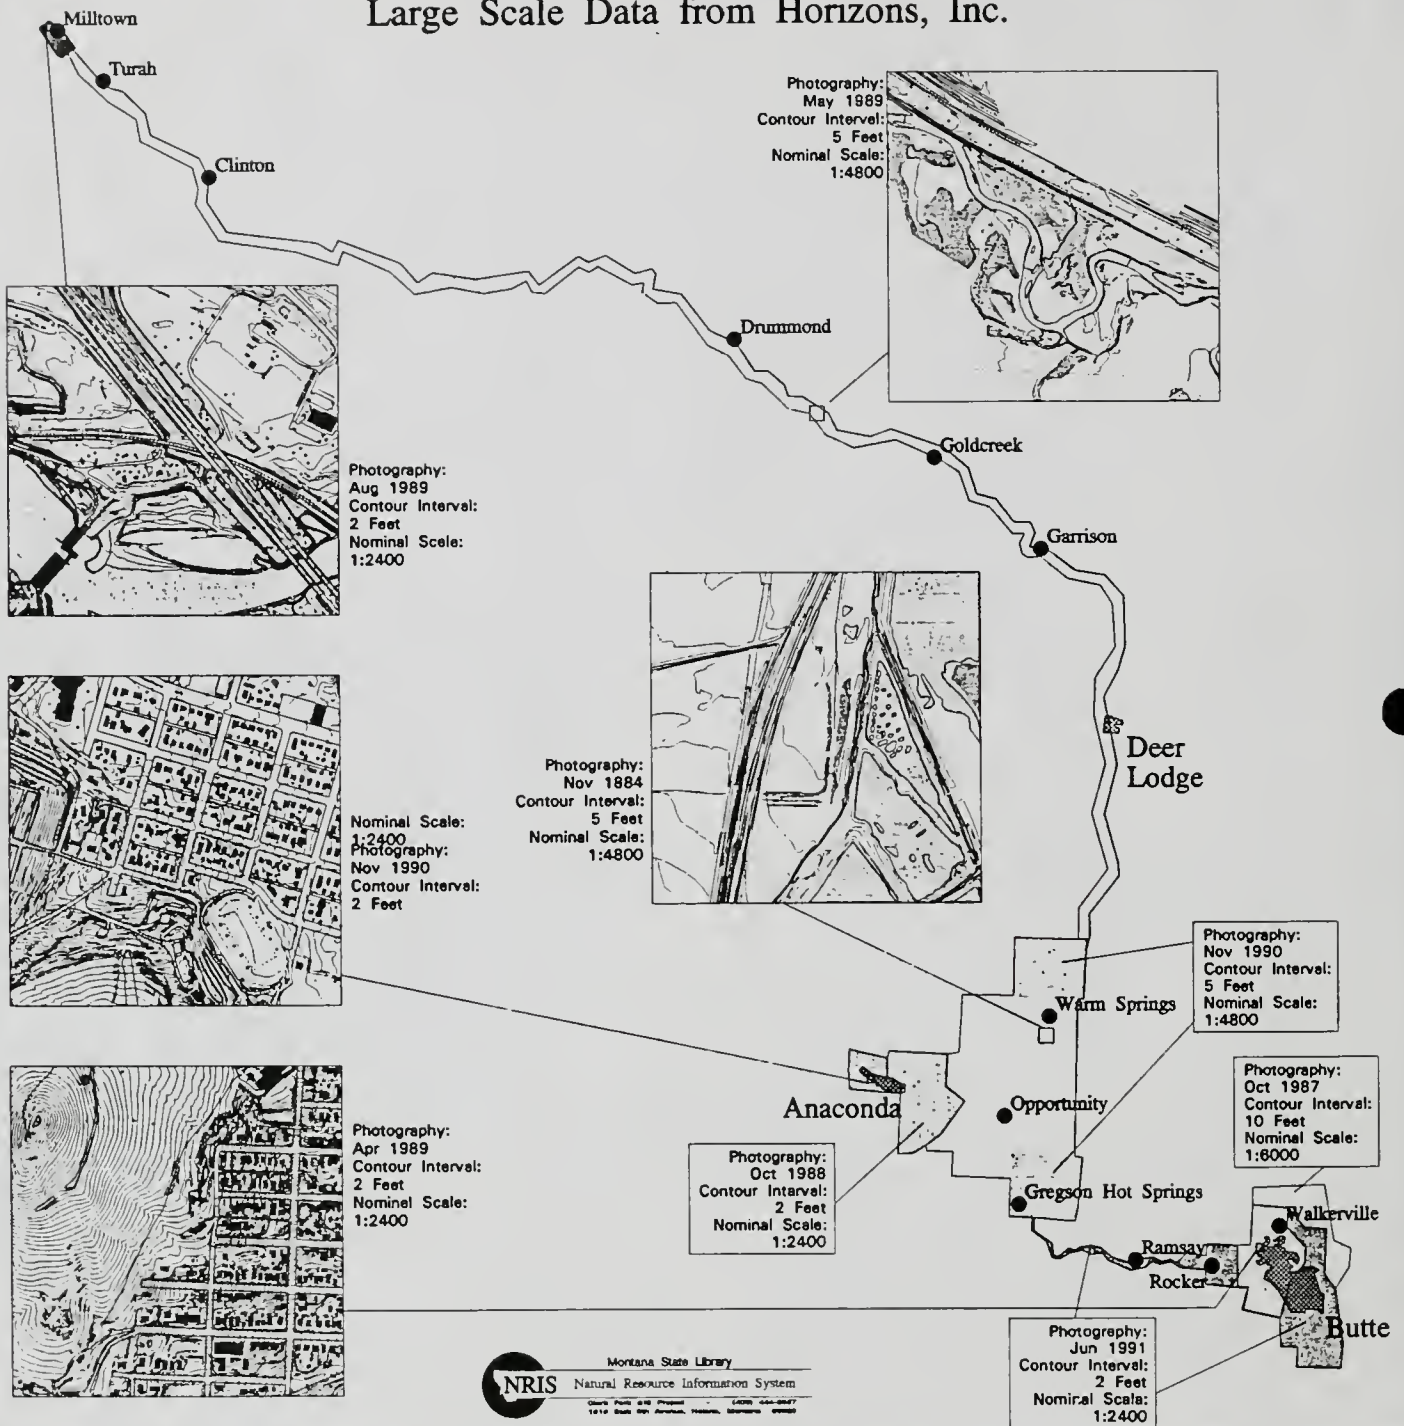 Large Scale Data from Horizons, Inc.
Milltown
Turah
Clinton
Photography:
May 1989
Contour Interval:
5 Feet
Nominal Scale:
1:4800
Drummond
Goldcreek
Garrison
Photography:
Aug 1989
Contour Interval:
2 Feet
Nominal Scele:
1:2400
Deer
Lodge
Photography:
Nov 1884
Contour Interval:
5 Feet
Nominal Scale:
1:4800
Nominal Scale:
1:2400
Photography:
Nov 1990
Contour Interval:
2 Feet
Photography:
Nov 1990
Contour Interval:
5 Feet
Nominal Scale:
1:4800
Warm Springs
Anaconda
Opportunity
Photography:
Oct 1987
Contour Interval:
10 Feet
Nominal Scale:
1:6000
Photography:
Apr 1989
Contour Interval:
2 Feet
Nominel Scale:
1:2400
Photography:
Oct 1988
Contour Intarval:
2 Feet
Nominal Scale:
1:2400
Gregson Hot Springs
Walkerville
Ramsay
Rocker
Butte
Photography:
Jun 1991
Contour Interval:
2 Feet
Nominal Scala:
1:2400
Montana State Library
NRIS Natural Resource Information System